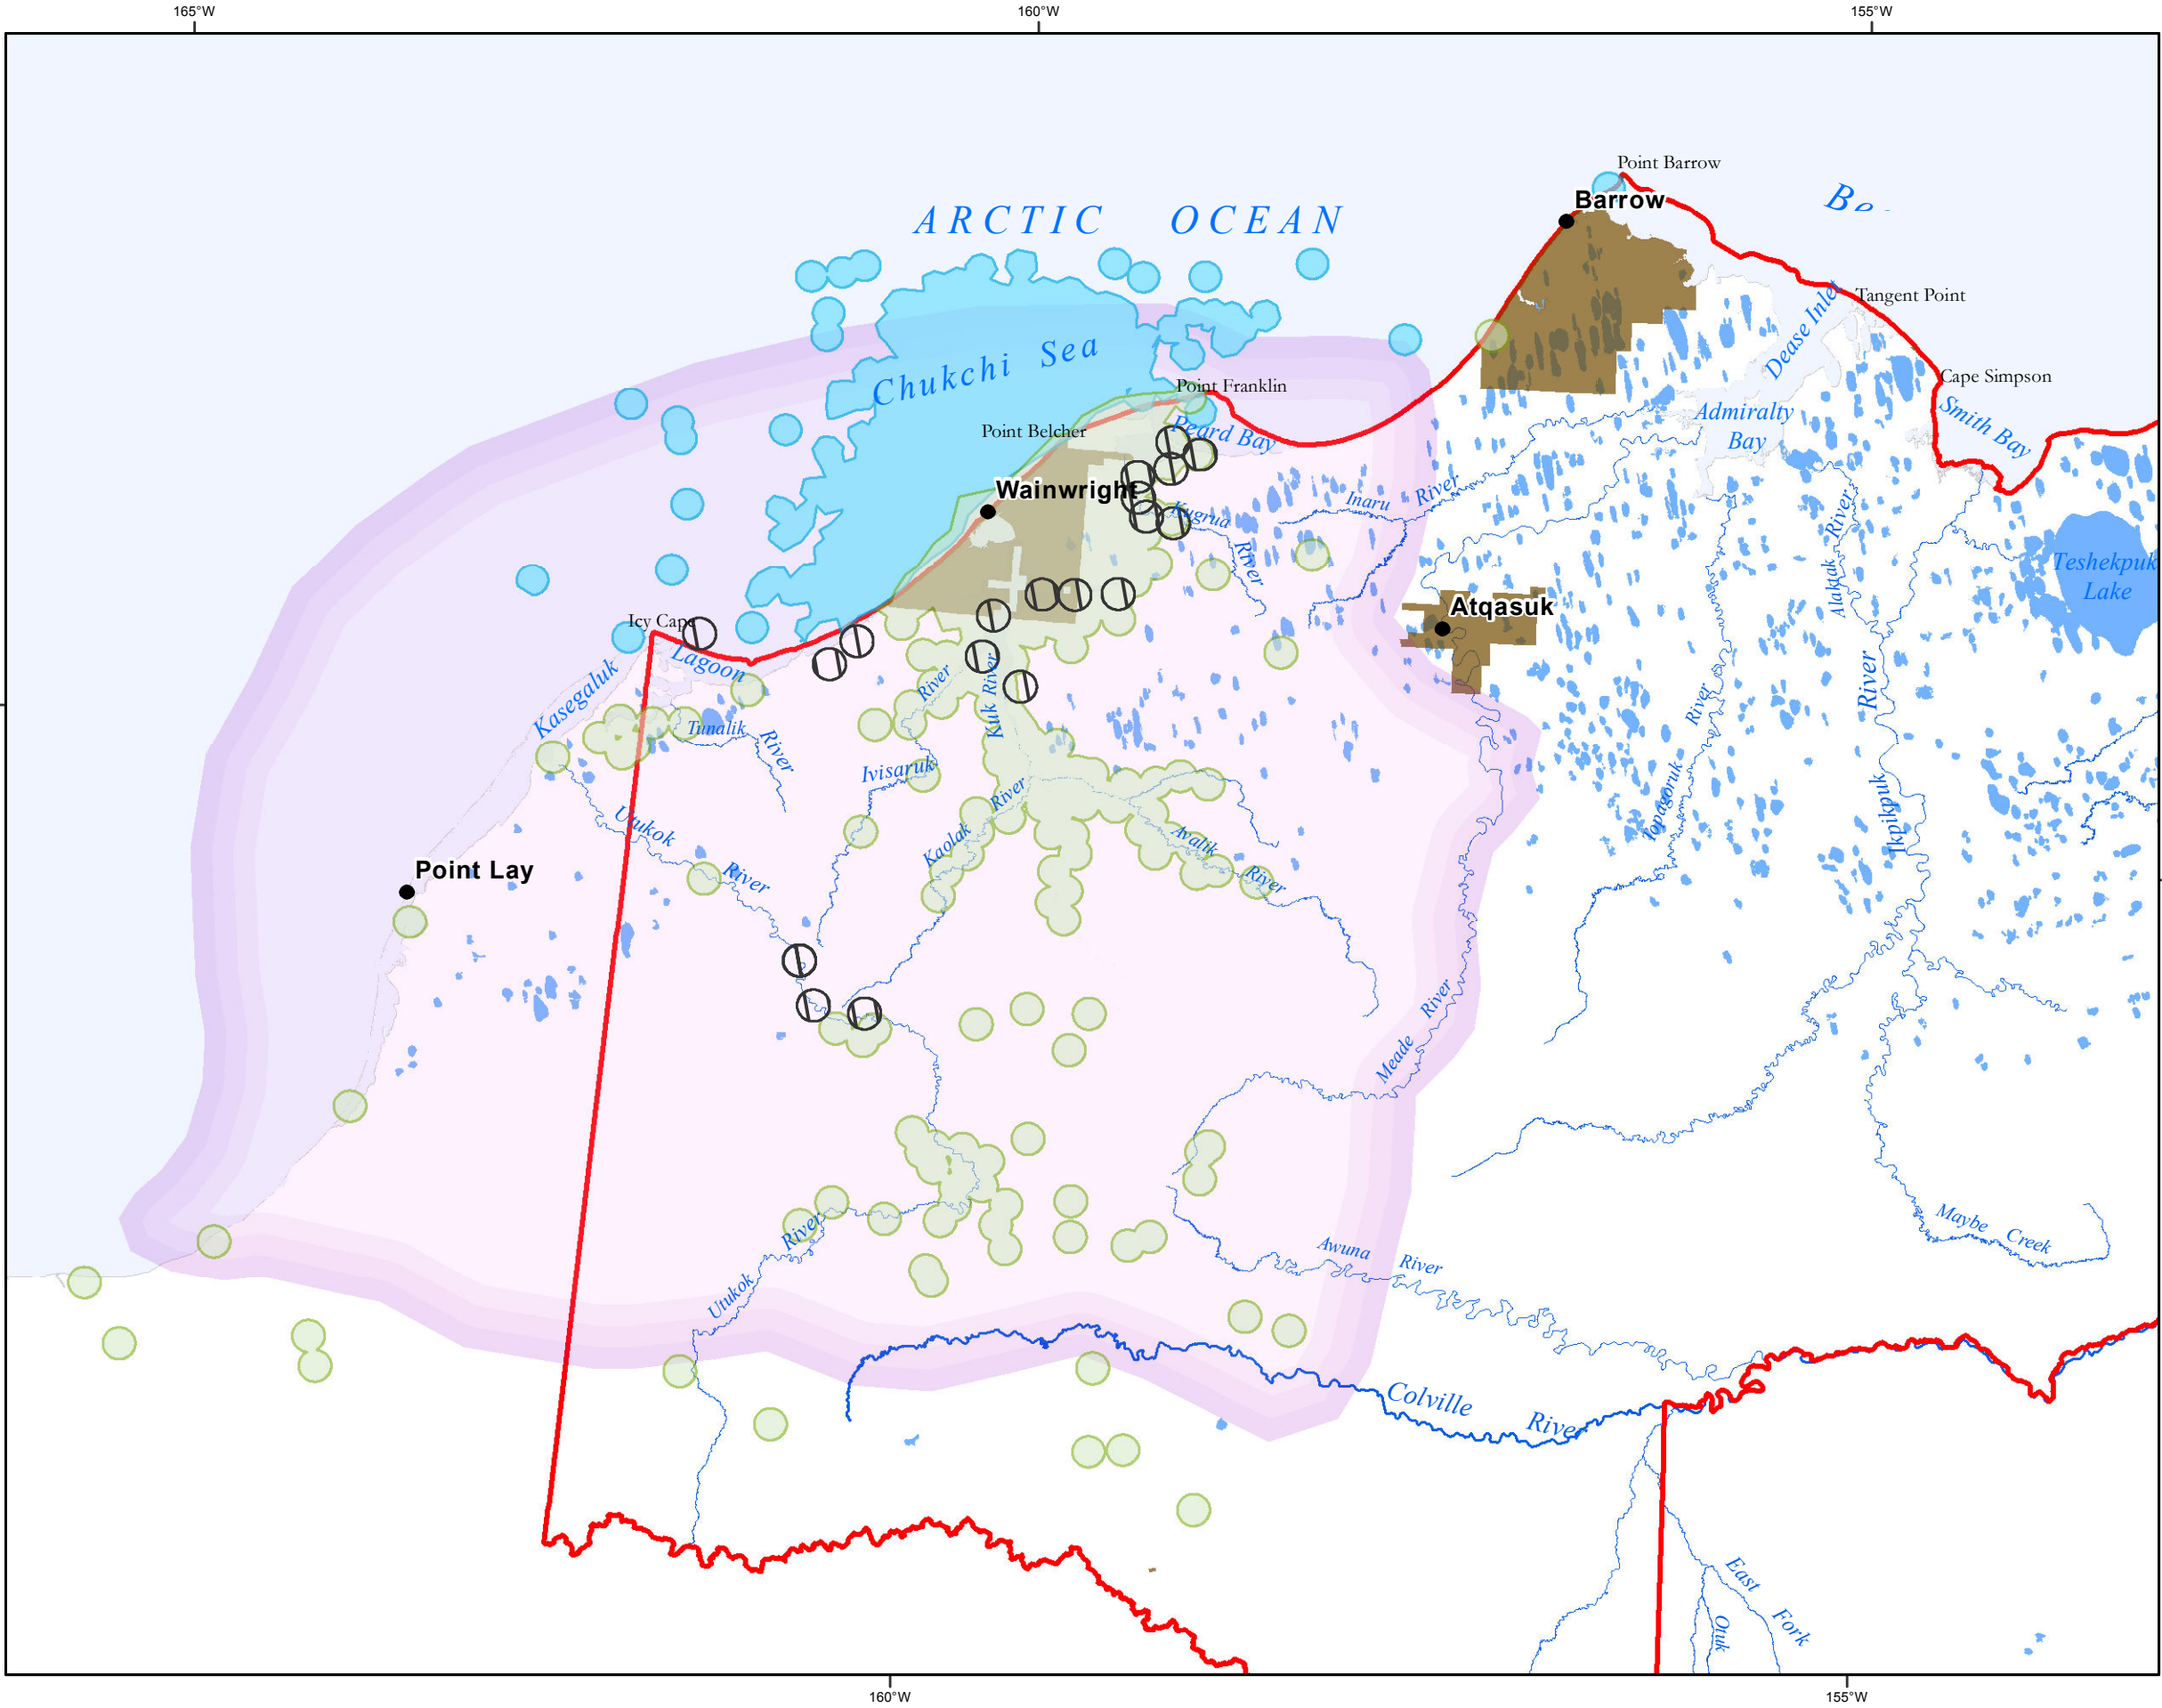 165°W
160°W
155°W
Point Barrow
Barrow
ARCTIC OCEAN
Tangent Point
Dease Inlet
Chukchi Sea
Point Franklin
Cape Simpson
Smith Bay
Admiralty
Bay
Peard Bay
Point Belcher
Wainwright
Inaru River
Kugrua
River
Alaktak River
Teshekpuk
Lake
Atqasuk
Icy Cape
Kasegaluk
Lagoon
River
Kuk River
River
Tunalik
River
Ivisaruk
Topagoruk River
Ikpikpuk
Utukok
River
Kaolak River
Avalik
River
Point Lay
Meade River
Utukok River
Awuna River
Maybe Creek
Colville River
East
Fork
Otuk
160°W
155°W